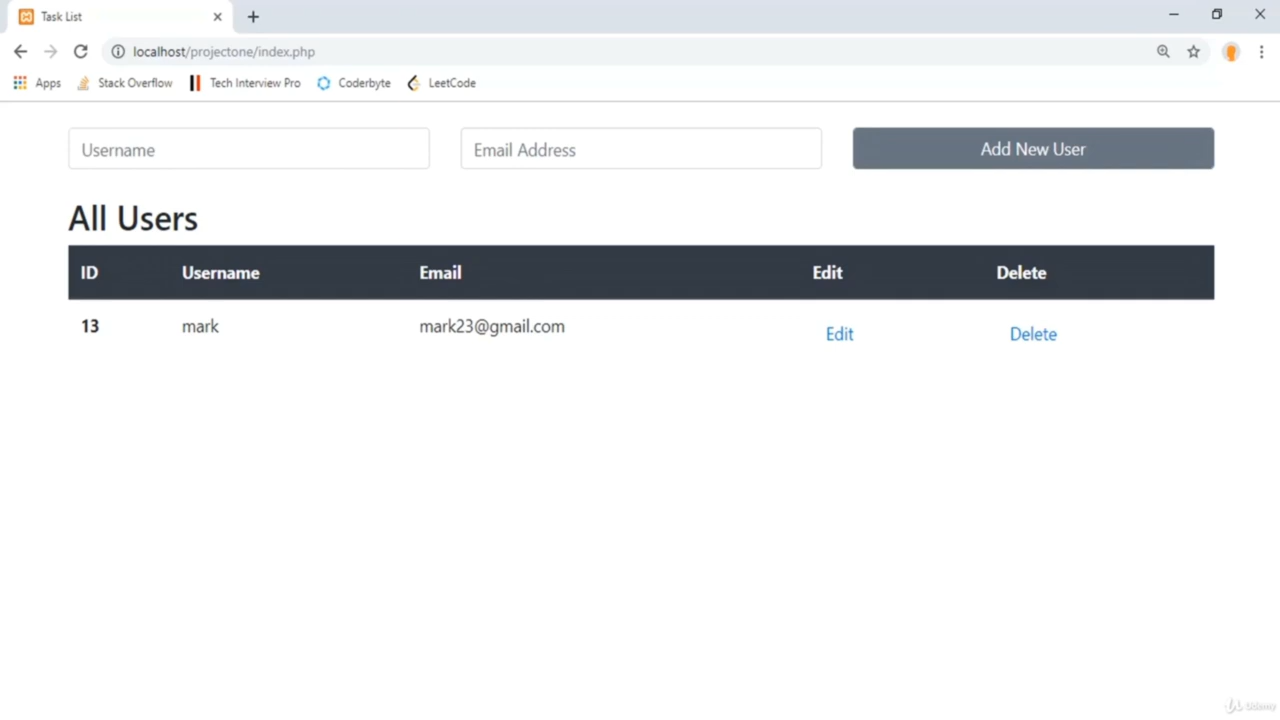 Task List
localhost/projectone/index.php
Apps Stack Overflow Tech Interview Pro Coderbyte LeetCode
Username Email Address Add New User
All Users
ID Username Email Edit Delete
13 mark mark23@gmail.com Edit Delete
Udemy